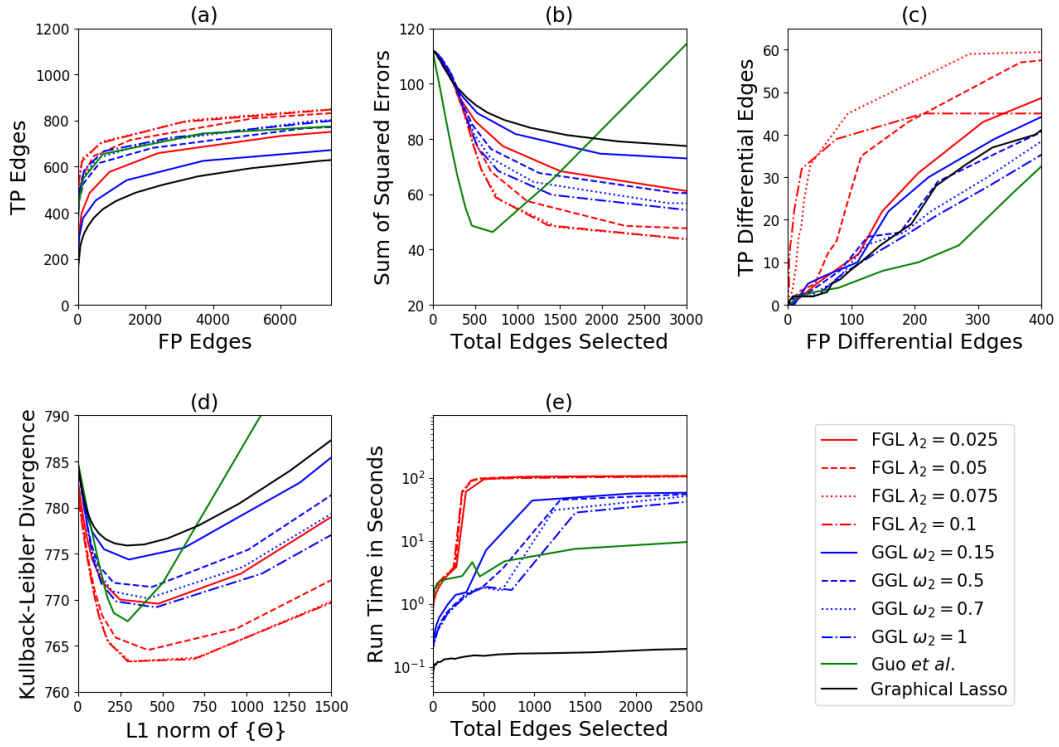 (a)
1200
1000
800
600
400
200
0
0 2000 4000 6000
TP Edges
FP Edges
(b)
120
100
80
60
40
20
0 500 1000 1500 2000 2500 3000
Sum of Squared Errors
Total Edges Selected
(c)
60
50
40
30
20
10
0
0 100 200 300 400
TP Differential Edges
FP Differential Edges
(d)
790
785
780
775
770
765
760
0 250 500 750 1000 1250 1500
Kullback-Leibler Divergence
L1 norm of {Θ}
(e)
10²
10¹
10⁰
10⁻¹
0 500 1000 1500 2000 2500
Run Time in Seconds
Total Edges Selected
FGL λ₂ = 0.025
FGL λ₂ = 0.05
FGL λ₂ = 0.075
FGL λ₂ = 0.1
GGL ω₂ = 0.15
GGL ω₂ = 0.5
GGL ω₂ = 0.7
GGL ω₂ = 1
Guo et al.
Graphical Lasso